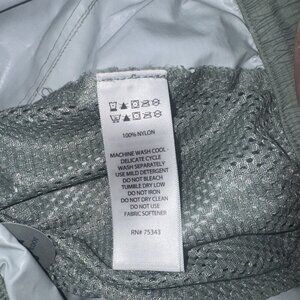 100% NYLON
MACHINE WASH COOL -
DELICATE CYCLE
WASH SEPARATELY
USE MILD DETERGENT
DO NOT BLEACH
TUMBLE DRY LOW
DO NOT IRON
DO NOT DRY CLEAN
DO NOT USE
FABRIC SOFTENER
RN# 75343